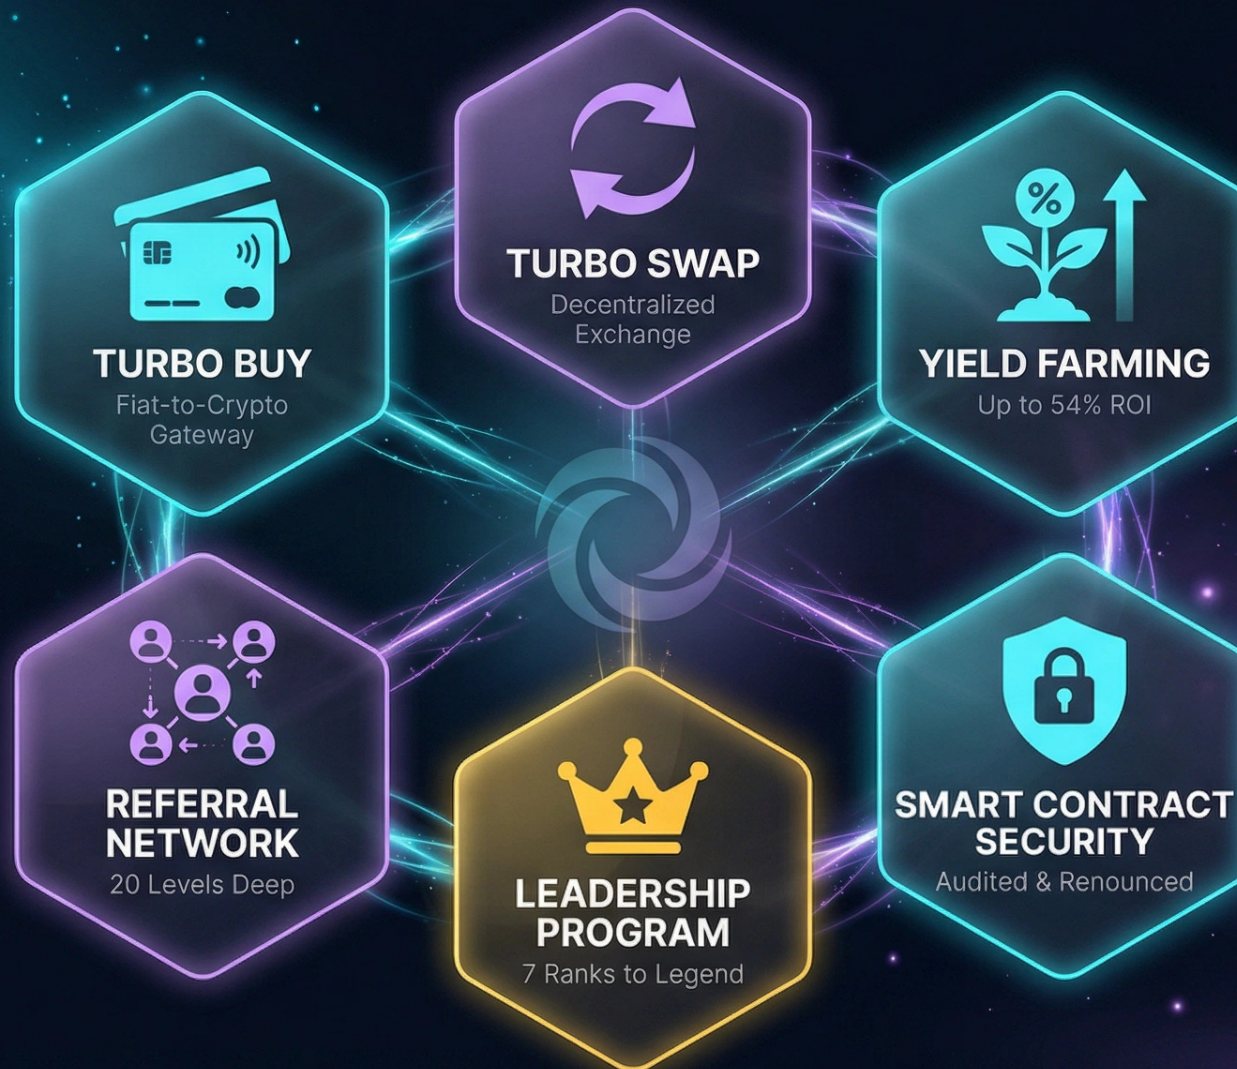 TURBO BUY
Fiat-to-Crypto
Gateway
TURBO SWAP
Decentralized
Exchange
YIELD FARMING
Up to 54% ROI
REFERRAL
NETWORK
20 Levels Deep
LEADERSHIP
PROGRAM
7 Ranks to Legend
SMART CONTRACT
SECURITY
Audited & Renounced